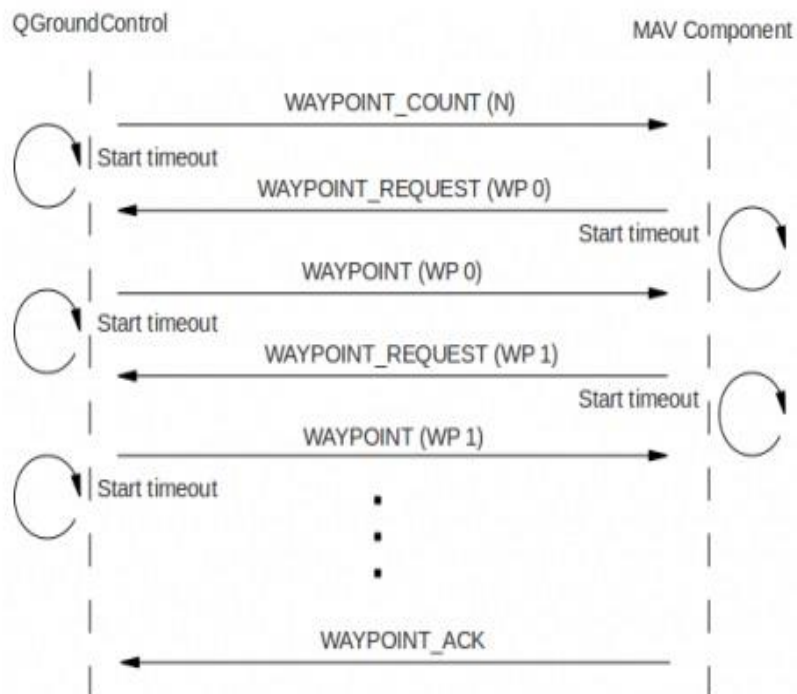 QGroundControl
MAV Component
WAYPOINT_COUNT (N)
Start timeout
WAYPOINT_REQUEST (WP 0)
Start timeout
WAYPOINT (WP 0)
Start timeout
WAYPOINT_REQUEST (WP 1)
Start timeout
WAYPOINT (WP 1)
Start timeout
WAYPOINT_ACK